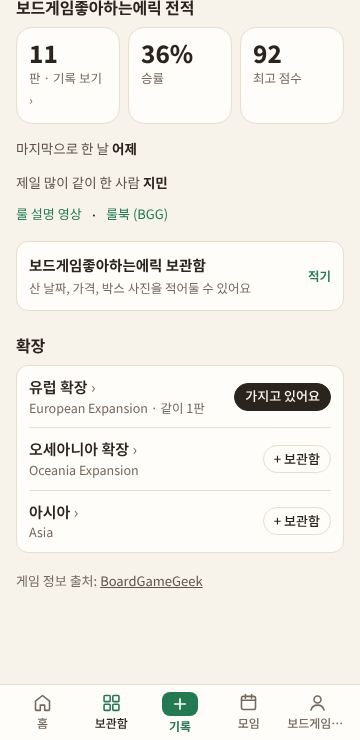 보드게임좋아하는에릭 전적
11
판 · 기록 보기 ›
36%
승률
92
최고 점수
마지막으로 한 날 어제
제일 많이 같이 한 사람 지민
룰 설명 영상 · 룰북 (BGG)
보드게임좋아하는에릭 보관함
산 날짜, 가격, 박스 사진을 적어둘 수 있어요
적기
확장
유럽 확장 ›
European Expansion · 같이 1판
가지고 있어요
오세아니아 확장 ›
Oceania Expansion
+ 보관함
아시아 ›
Asia
+ 보관함
게임 정보 출처: BoardGameGeek
홈
보관함
기록
모임
보드게임…